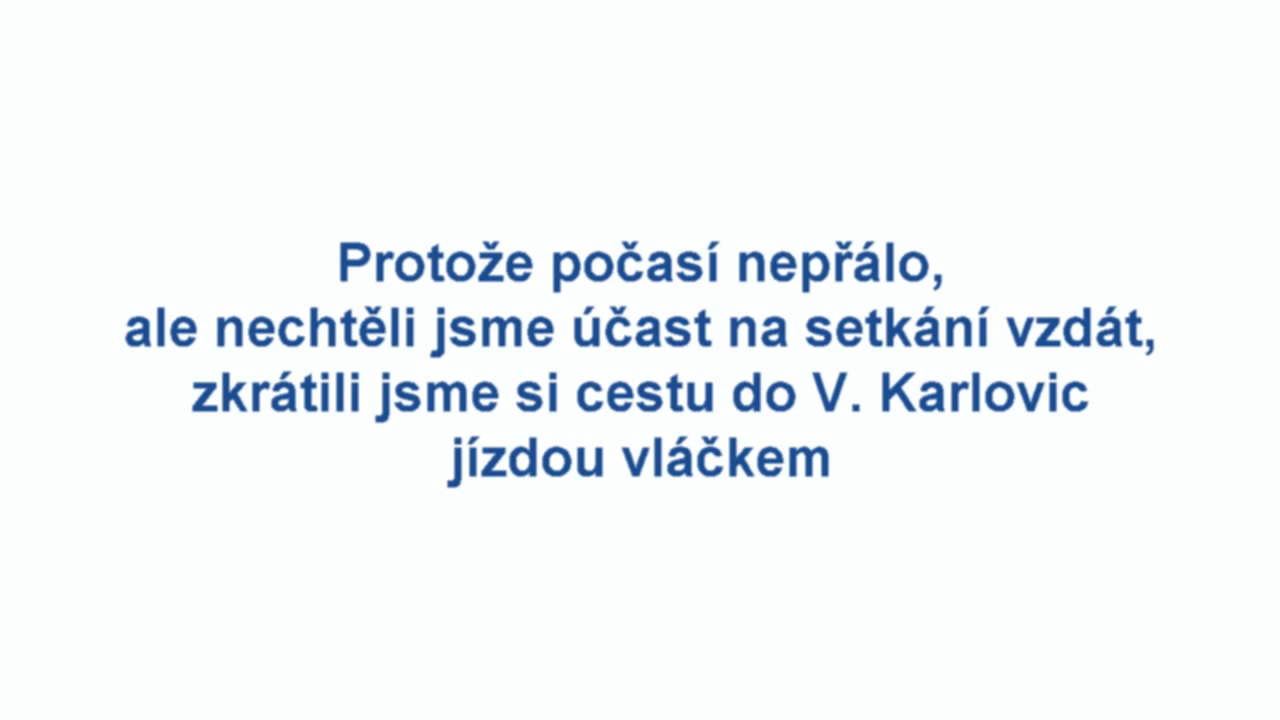 Protože počasí nepřálo,
ale nechtěli jsme účast na setkání vzdát,
zkrátili jsme si cestu do V. Karlovic
jízdou vláčkem